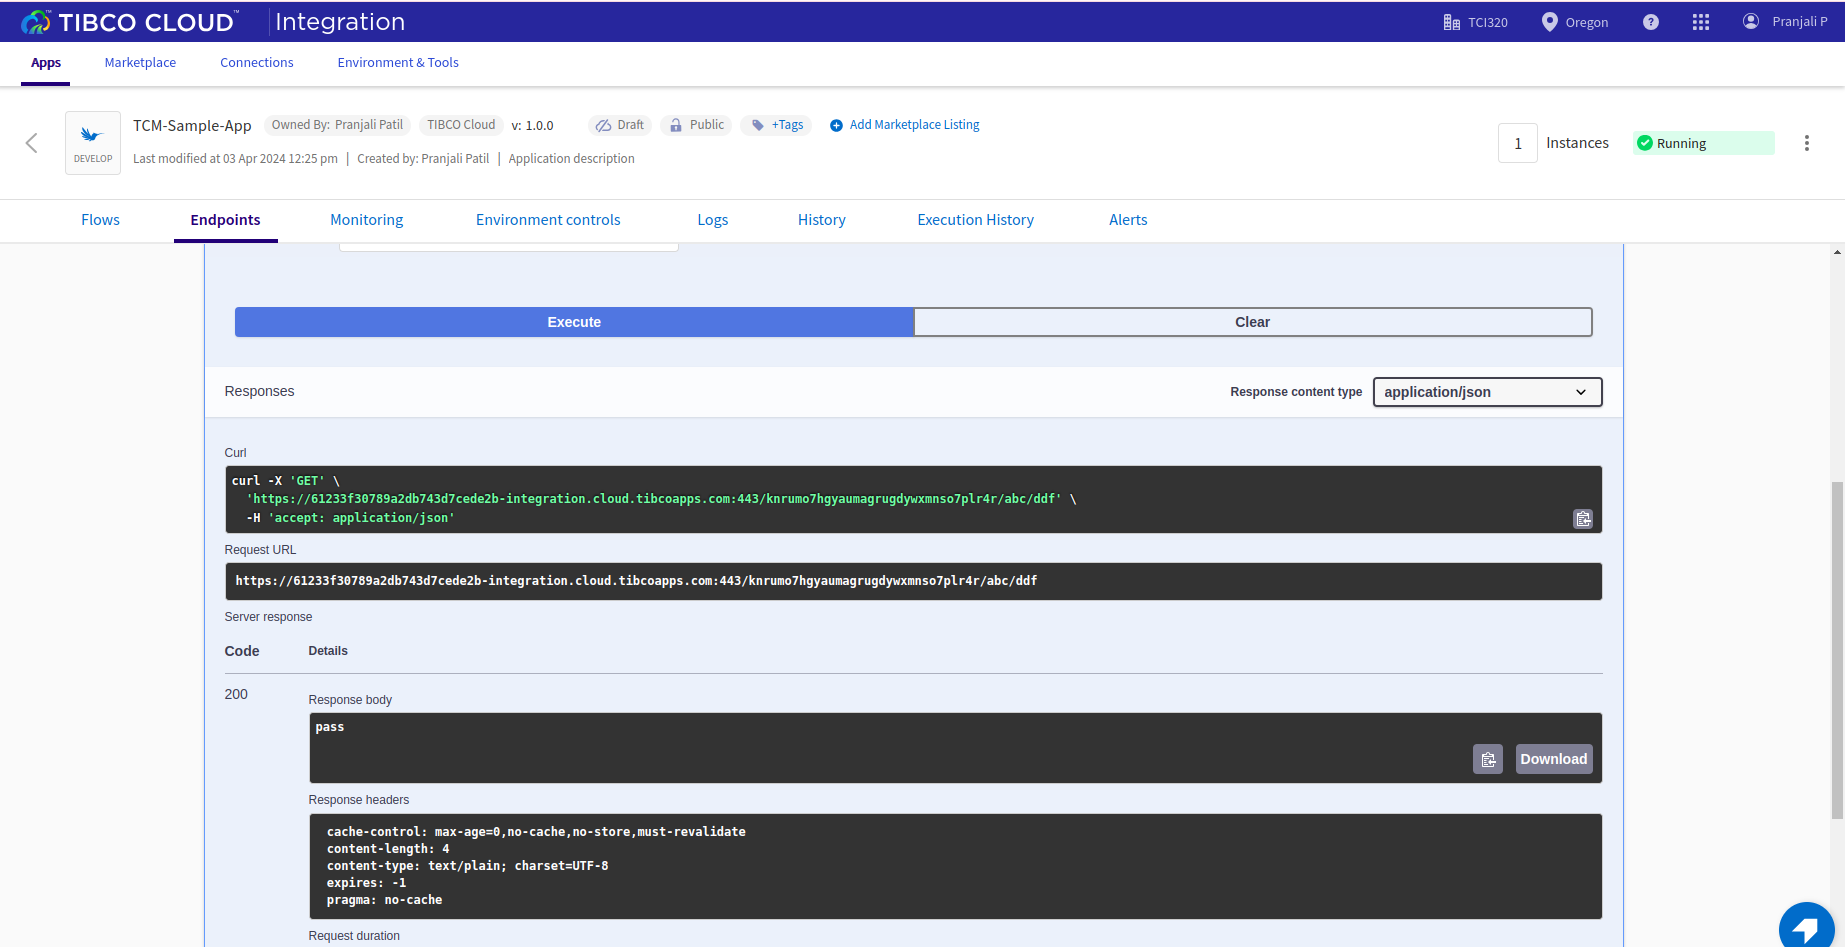 TIBCO CLOUD™ Integration
TCI320 Oregon ? Pranjali P
Apps Marketplace Connections Environment & Tools
TCM-Sample-App Owned By: Pranjali Patil TIBCO Cloud v: 1.0.0 Draft Public +Tags Add Marketplace Listing
DEVELOP
Last modified at 03 Apr 2024 12:25 pm | Created by: Pranjali Patil | Application description
1 Instances Running
Flows Endpoints Monitoring Environment controls Logs History Execution History Alerts
Execute Clear
Responses Response content type application/json
Curl
curl -X 'GET' \
'https://61233f30789a2db743d7cede2b-integration.cloud.tibcoapps.com:443/knrumo7hgyaumagrugdywxmnso7plr4r/abc/ddf' \
-H 'accept: application/json'
Request URL
https://61233f30789a2db743d7cede2b-integration.cloud.tibcoapps.com:443/knrumo7hgyaumagrugdywxmnso7plr4r/abc/ddf
Server response
Code Details
200
Response body
pass
Download
Response headers
cache-control: max-age=0,no-cache,no-store,must-revalidate
content-length: 4
content-type: text/plain; charset=UTF-8
expires: -1
pragma: no-cache
Request duration